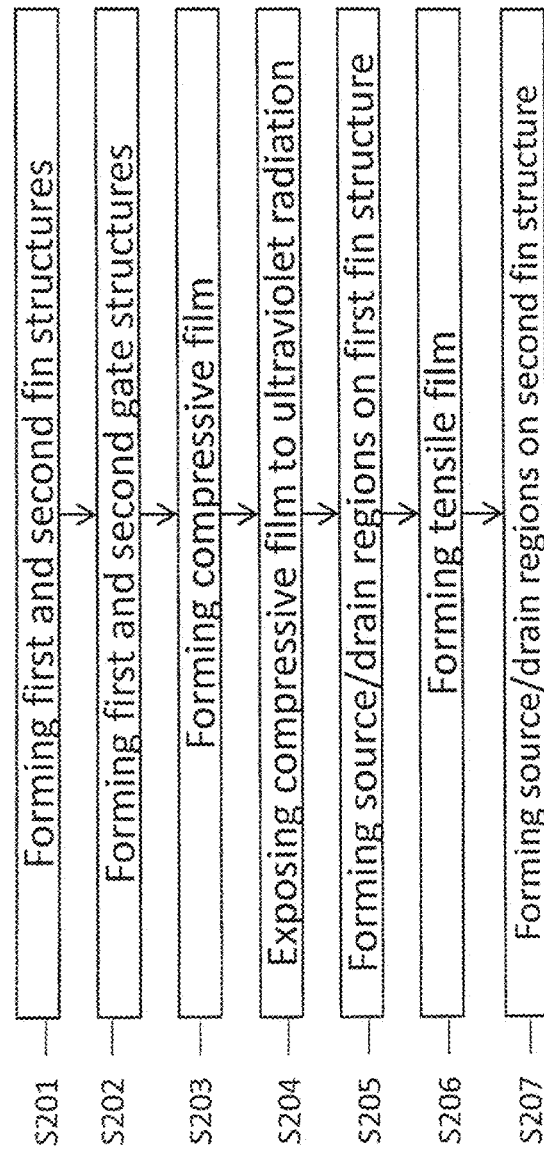 S201 Forming first and second fin structures
S202 Forming first and second gate structures
S203 Forming compressive film
S204 Exposing compressive film to ultraviolet radiation
S205 Forming source/drain regions on first fin structure
S206 Forming tensile film
S207 Forming source/drain regions on second fin structure